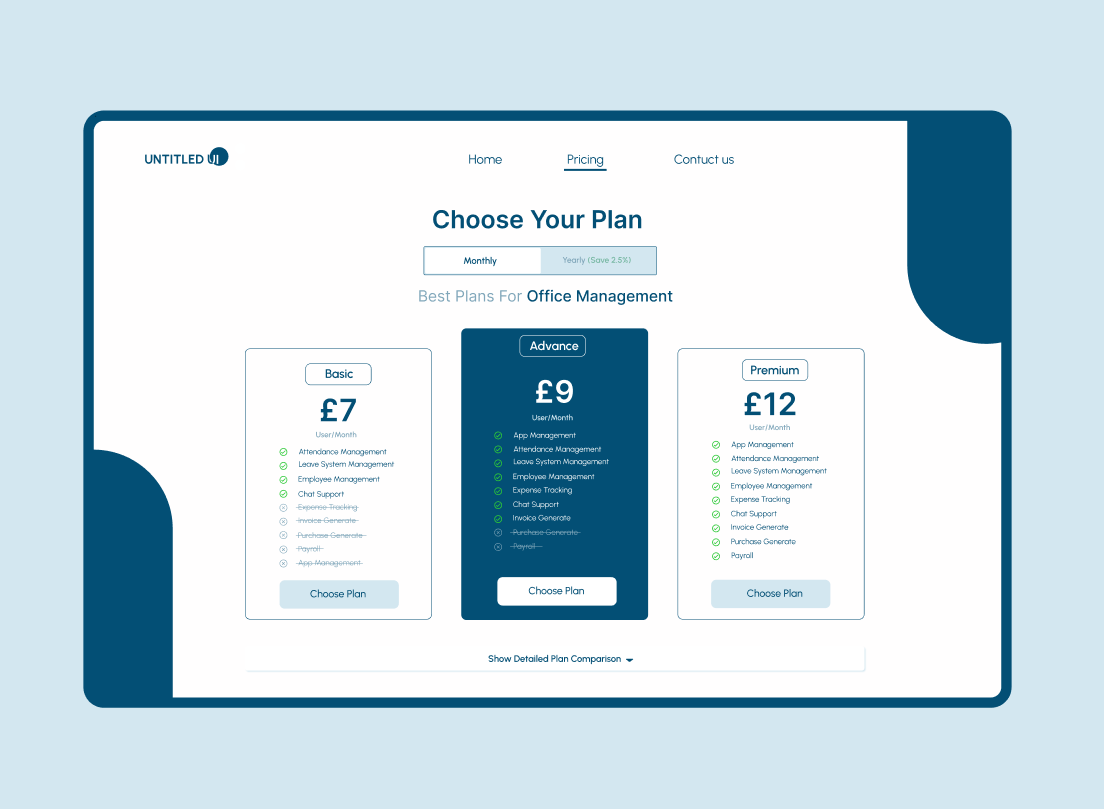 UNTITLED UI
Home
Pricing
Contuct us
Choose Your Plan
Monthly
Yearly (Save 2.5%)
Best Plans For Office Management
Basic
£7
User/Month
Attendance Management
Leave System Management
Employee Management
Chat Support
Expense Tracking
Invoice Generate
Purchase Generate
Payroll
App Management
Choose Plan
Advance
£9
User/Month
App Management
Attendance Management
Leave System Management
Employee Management
Expense Tracking
Chat Support
Invoice Generate
Purchase Generate
Payroll
Choose Plan
Premium
£12
User/Month
App Management
Attendance Management
Leave System Management
Employee Management
Expense Tracking
Chat Support
Invoice Generate
Purchase Generate
Payroll
Choose Plan
Show Detailed Plan Comparison